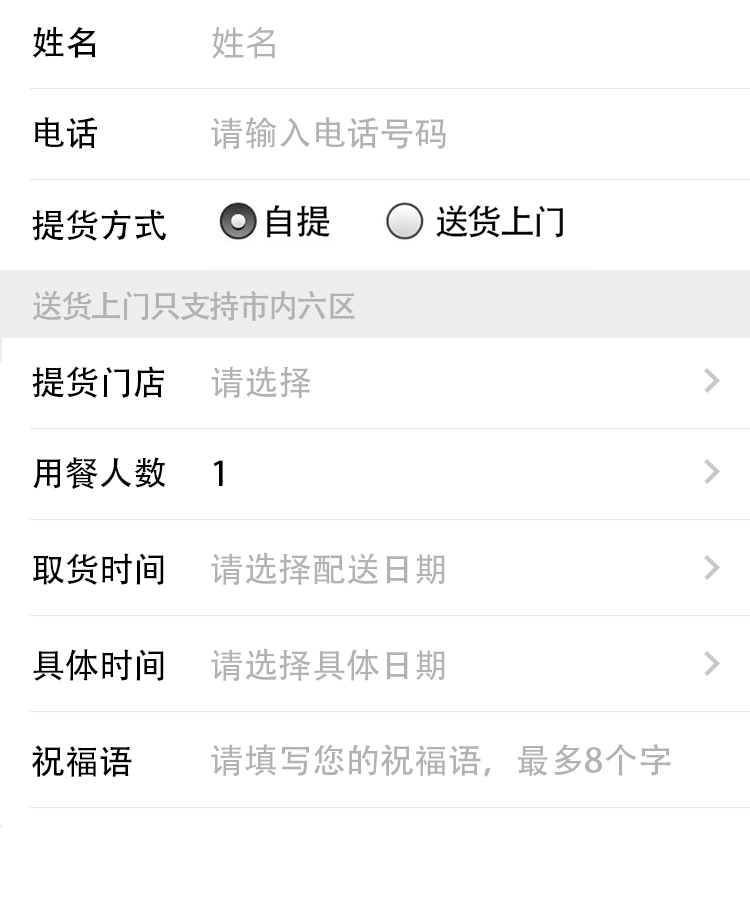 姓名 姓名
电话 请输入电话号码
提货方式 自提 送货上门
送货上门只支持市内六区
提货门店 请选择
用餐人数 1
取货时间 请选择配送日期
具体时间 请选择具体日期
祝福语 请填写您的祝福语，最多8个字